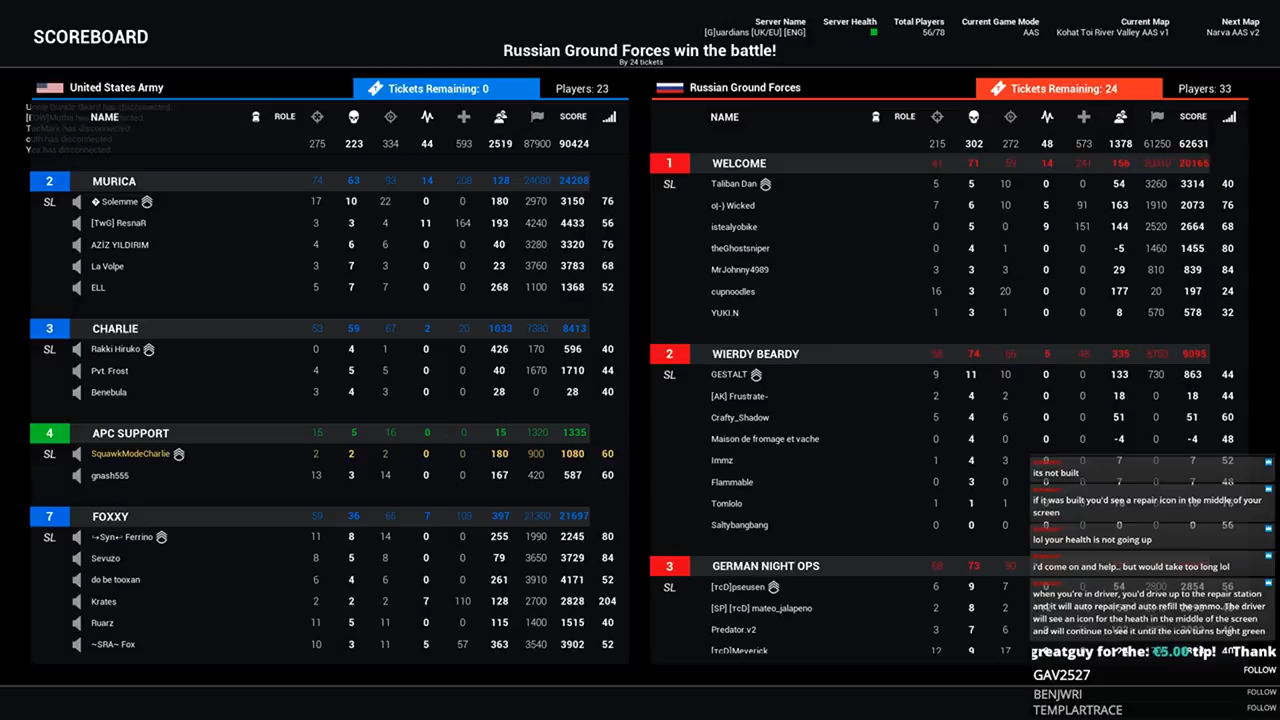 SCOREBOARD
Server Name
[G]uardians [UK/EU] [ENG]
Server Health
Total Players
56/78
Current Game Mode
AAS
Current Map
Kohat Toi River Valley AAS v1
Next Map
Narva AAS v2
Russian Ground Forces win the battle!
By 24 tickets
United States Army
Tickets Remaining: 0
Players: 23
NAME ROLE SCORE
275 223 334 44 593 2519 87900 90424
2 MURICA 74 63 93 14 208 128 24080 24208
SL Solemme 17 10 22 0 0 180 2970 3150 76
[TwG] ResnaR 3 3 4 11 164 193 4240 4433 56
AZİZ YILDIRIM 4 6 6 0 0 40 3280 3320 76
La Volpe 3 7 3 0 0 23 3760 3783 68
ELL 5 7 7 0 0 268 1100 1368 52
3 CHARLIE 53 59 67 2 20 1033 7380 8413
SL Rakki Hiruko 0 4 1 0 0 426 170 596 40
Pvt. Frost 4 5 5 0 0 40 1670 1710 44
Benebula 3 4 3 0 0 28 0 28 40
4 APC SUPPORT 15 5 16 0 0 15 1320 1335
SL SquawkModeCharlie 2 2 2 0 0 180 900 1080 60
gnash555 13 3 14 0 0 167 420 587 60
7 FOXXY 59 36 65 7 109 397 21300 21697
SL ↪Syn↩ Ferrino 11 8 14 0 0 255 1990 2245 80
Sevuzo 8 5 8 0 0 79 3650 3729 84
do be tooxan 6 4 6 0 0 261 3910 4171 52
Krates 2 2 2 7 110 128 2700 2828 204
Ruarz 11 5 11 0 0 115 1400 1515 40
~SRA~ Fox 10 3 11 5 57 363 3540 3902 52
Russian Ground Forces
Tickets Remaining: 24
Players: 33
NAME ROLE SCORE
215 302 272 48 573 1378 61250 62631
1 WELCOME 71 59 14 241 156 20165
SL Taliban Dan 5 5 10 0 0 54 3260 3314 40
o|-} Wicked 7 6 10 5 91 163 1910 2073 76
istealyobike 0 5 0 9 151 144 2520 2664 68
theGhostsniper 0 4 1 0 0 -5 1460 1455 80
MrJohnny4989 3 3 3 0 0 29 810 839 84
cupnoodles 16 3 20 0 0 177 20 197 24
YUKI.N 1 3 1 0 0 8 570 578 32
2 WIERDY BEARDY 74 66 5 335 9095
SL GESTALT 9 11 10 0 0 133 730 863 44
[AK] Frustrate- 2 4 2 0 0 18 0 18 44
Crafty_Shadow 5 4 6 0 0 51 0 51 60
Maison de fromage et vache 0 4 0 0 0 -4 0 -4 48
Immz 1 4 3 0 0 7 0 7 52
Flammable 0 3 0 0
Tomlolo 1 1 1
Saltybangbang 0 0 0 0 0 0 0 0 56
3 GERMAN NIGHT OPS 73 90
SL [τcD]pseusen 6 9 7 54 2800 2854 56
[SP] [τcD] mateo_jalapeno 2 8 2
Predator.v2 3 7 6
[τcD]Meverick 12 9 17
its not built
if it was built you'd see a repair icon in the middle of your
screen
lol your health is not going up
i'd come on and help.. but would take too long lol
when you're in driver, you'd drive up to the repair station
and it will auto repair and auto refill the ammo. The driver
will see an icon for the heath in the middle of the screen
and will continue to see it until the icon turns bright green
greatguy for the: €5.00 tip! Thank
GAV2527 FOLLOW
BENJWRI FOLLOW
TEMPLARTRACE FOLLOW